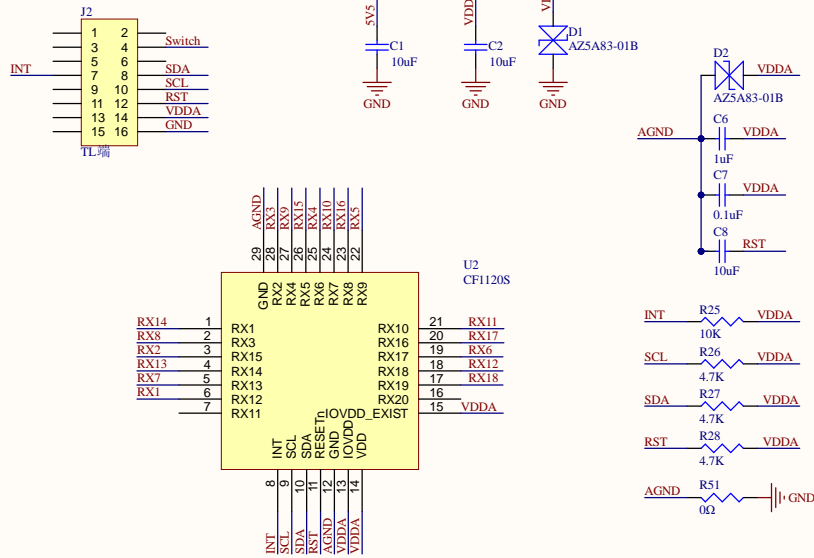 J2
1 2
3 4 Switch
5 6
INT 7 8 SDA
9 10 SCL
11 12 RST
13 14 VDDA
15 16 GND
TL端
5V5
C1
10uF
GND
VDD
C2
10uF
GND
D1
AZ5A83-01B
GND
D2
VDDA
AZ5A83-01B
AGND
C6
VDDA
1uF
C7
VDDA
0.1uF
C8
RST
10uF
U2
CF1120S
AGND RX3 RX9 RX15 RX4 RX10 RX16 RX5
29 28 27 26 25 24 23 22
GND RX2 RX4 RX5 RX6 RX7 RX8 RX9
RX14 1 RX1
RX8 2 RX3
RX2 3 RX15
RX13 4 RX14
RX7 5 RX13
RX1 6 RX12
7 RX11
RX10 21 RX11
RX16 20 RX17
RX17 19 RX6
RX18 18 RX12
RX19 17 RX18
RX20 16
IOVDD_EXIST 15 VDDA
INT SCL SDA RESETn GND IOVDD VDD
8 9 10 11 12 13 14
INT SCL SDA RST AGND VDDA VDDA
INT R25 VDDA
10K
SCL R26 VDDA
4.7K
SDA R27 VDDA
4.7K
RST R28 VDDA
4.7K
AGND R51 GND
0Ω